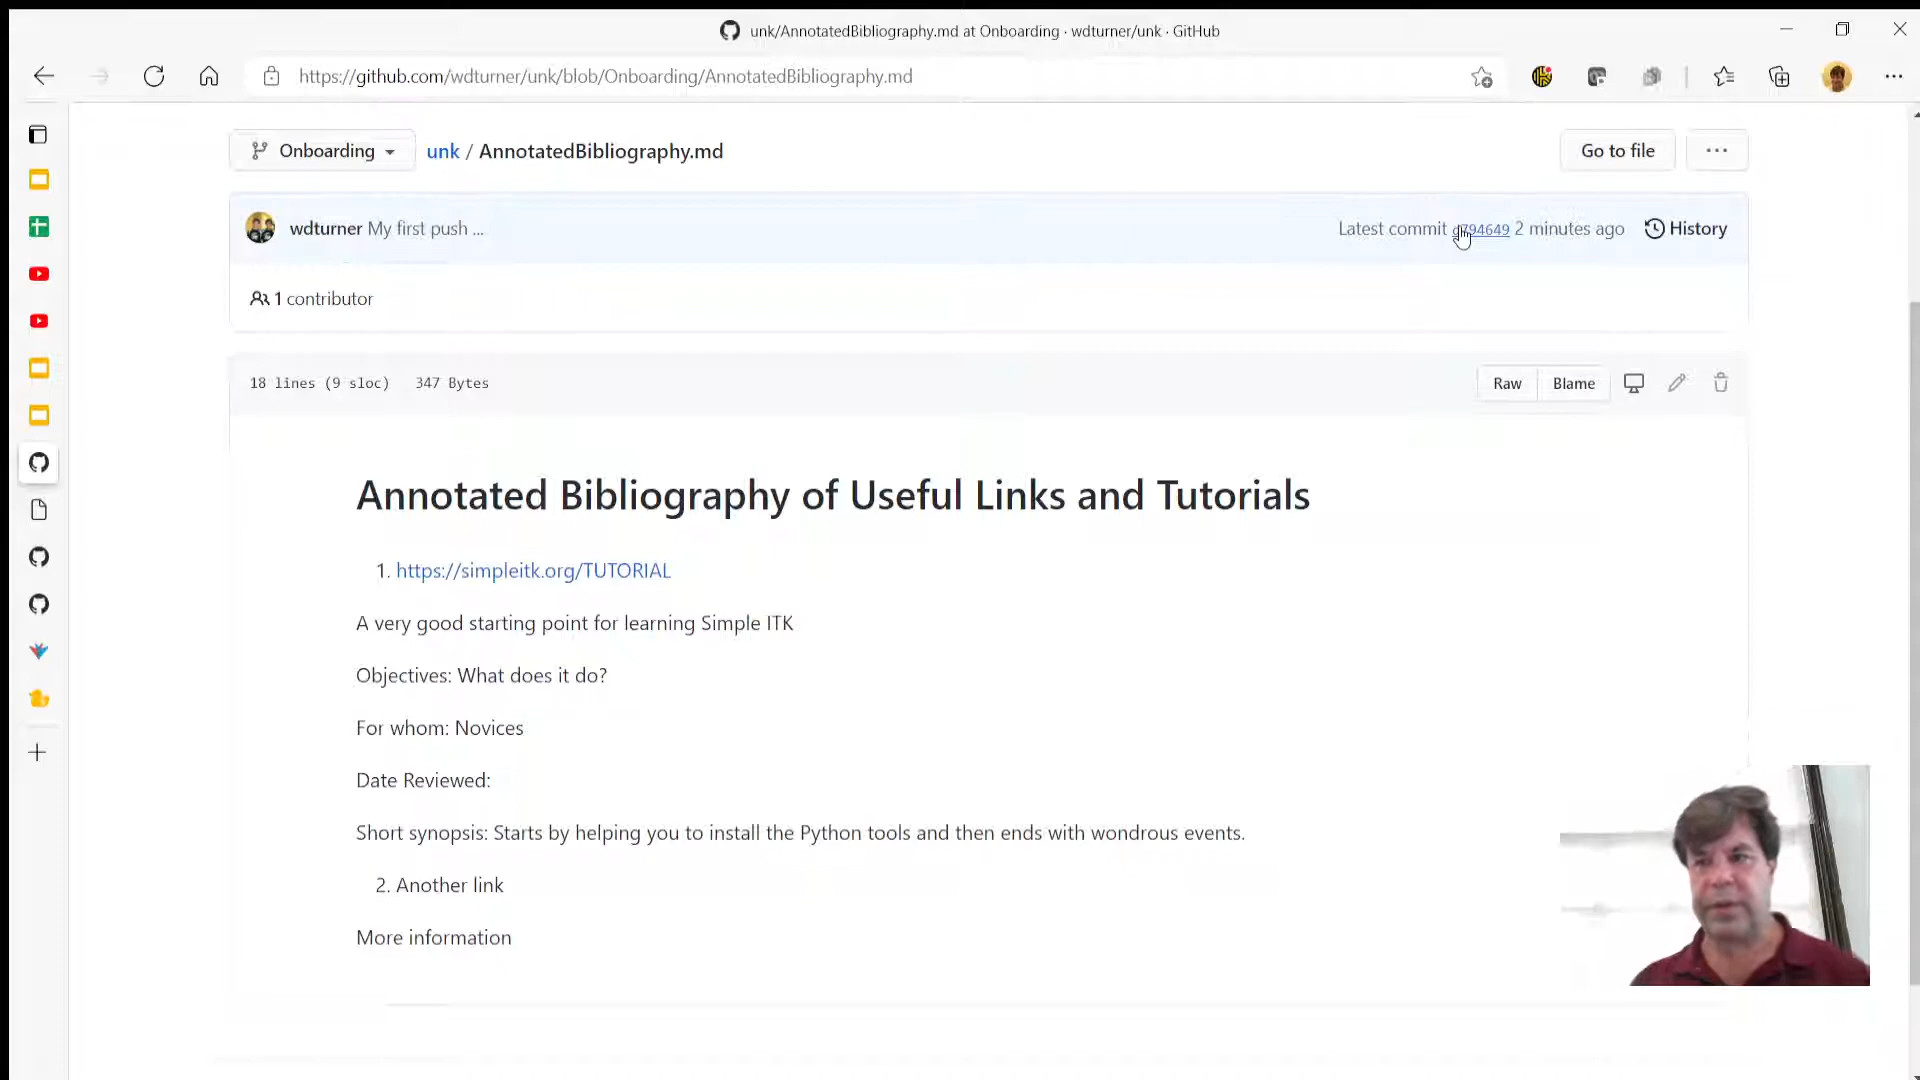 unk/AnnotatedBibliography.md at Onboarding · wdturner/unk · GitHub
https://github.com/wdturner/unk/blob/Onboarding/AnnotatedBibliography.md
Onboarding unk / AnnotatedBibliography.md Go to file ...
wdturner My first push ... Latest commit 2 minutes ago History
1 contributor
18 lines (9 sloc) 347 Bytes Raw Blame
Annotated Bibliography of Useful Links and Tutorials
1. https://simpleitk.org/TUTORIAL
A very good starting point for learning Simple ITK
Objectives: What does it do?
For whom: Novices
Date Reviewed:
Short synopsis: Starts by helping you to install the Python tools and then ends with wondrous events.
2. Another link
More information